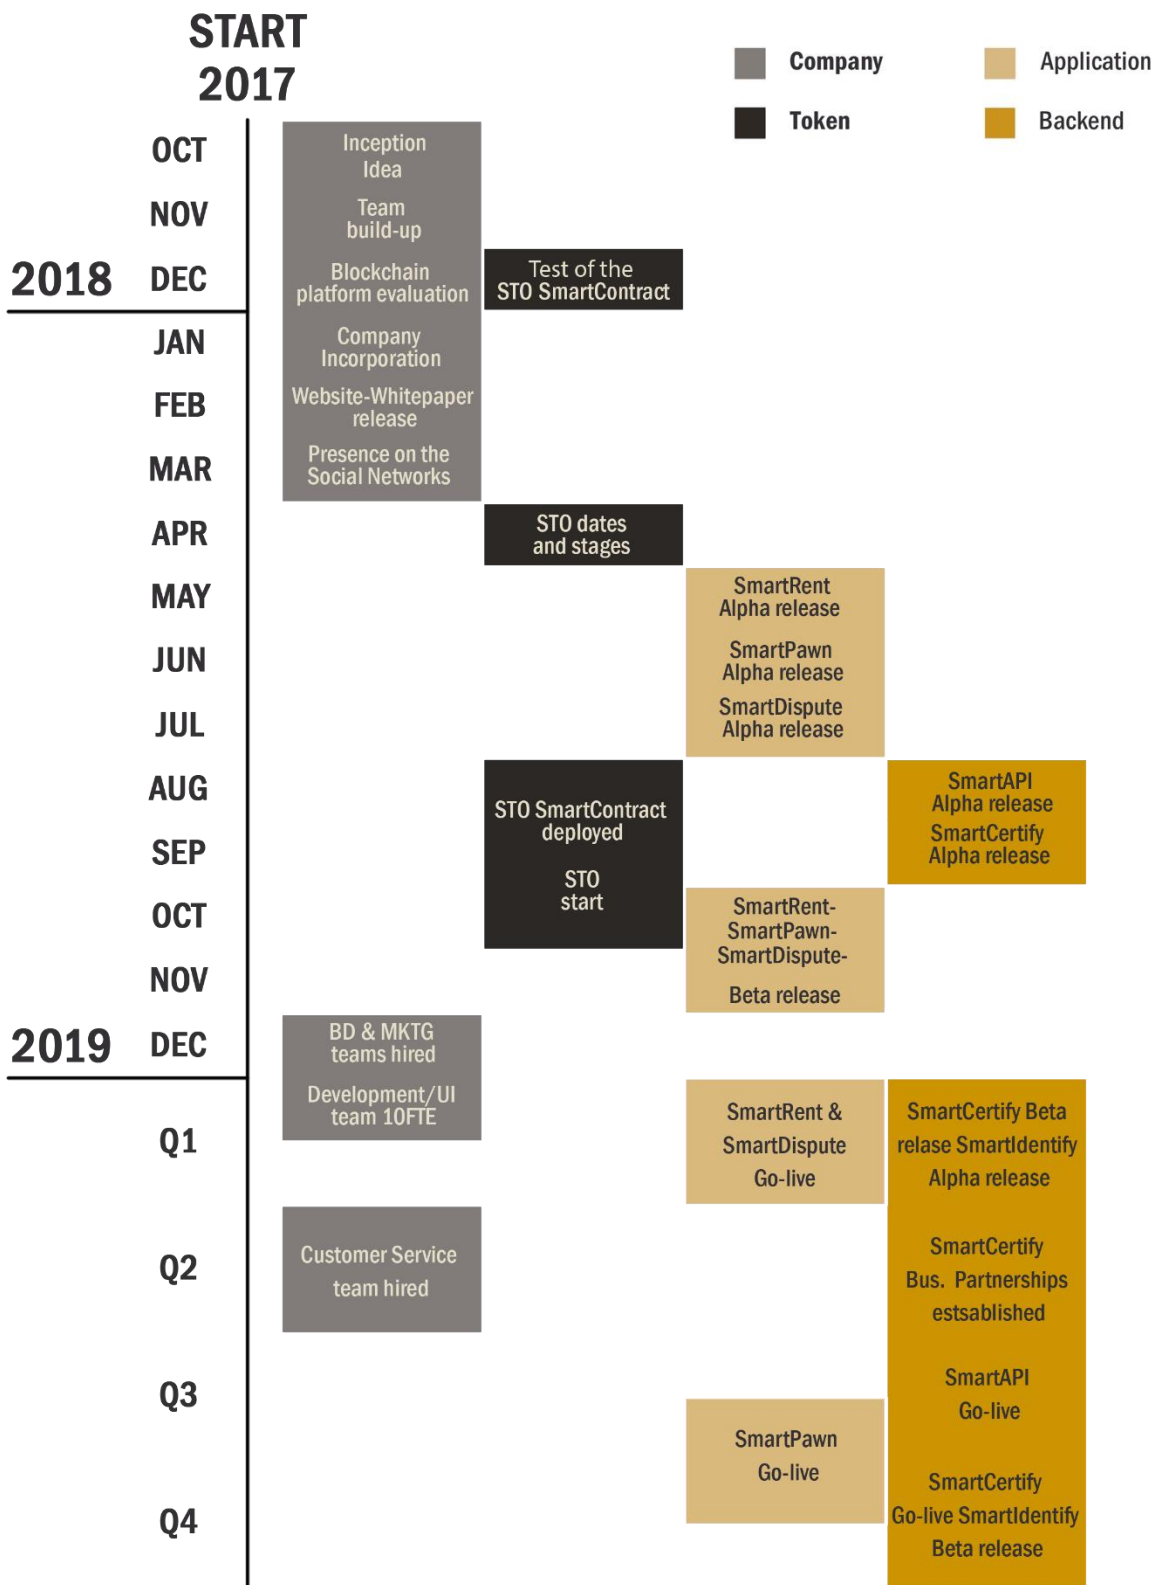 START
2017
Company
Application
Token
Backend
OCT
Inception
Idea
NOV
Team
build-up
2018
DEC
Blockchain
platform evaluation
Test of the
STO SmartContract
JAN
Company
Incorporation
FEB
Website-Whitepaper
release
MAR
Presence on the
Social Networks
APR
STO dates
and stages
MAY
SmartRent
Alpha release
JUN
SmartPawn
Alpha release
JUL
SmartDispute
Alpha release
AUG
STO SmartContract
deployed
SmartAPI
Alpha release
SEP
SmartCertify
Alpha release
STO
start
OCT
SmartRent-
SmartPawn-
SmartDispute-
NOV
Beta release
2019
DEC
BD & MKTG
teams hired
Development/UI
team 10FTE
Q1
SmartRent &
SmartDispute
Go-live
SmartCertify Beta
relase SmartIdentify
Alpha release
Q2
Customer Service
team hired
SmartCertify
Bus. Partnerships
estsablished
Q3
SmartAPI
Go-live
SmartPawn
Go-live
Q4
SmartCertify
Go-live SmartIdentify
Beta release